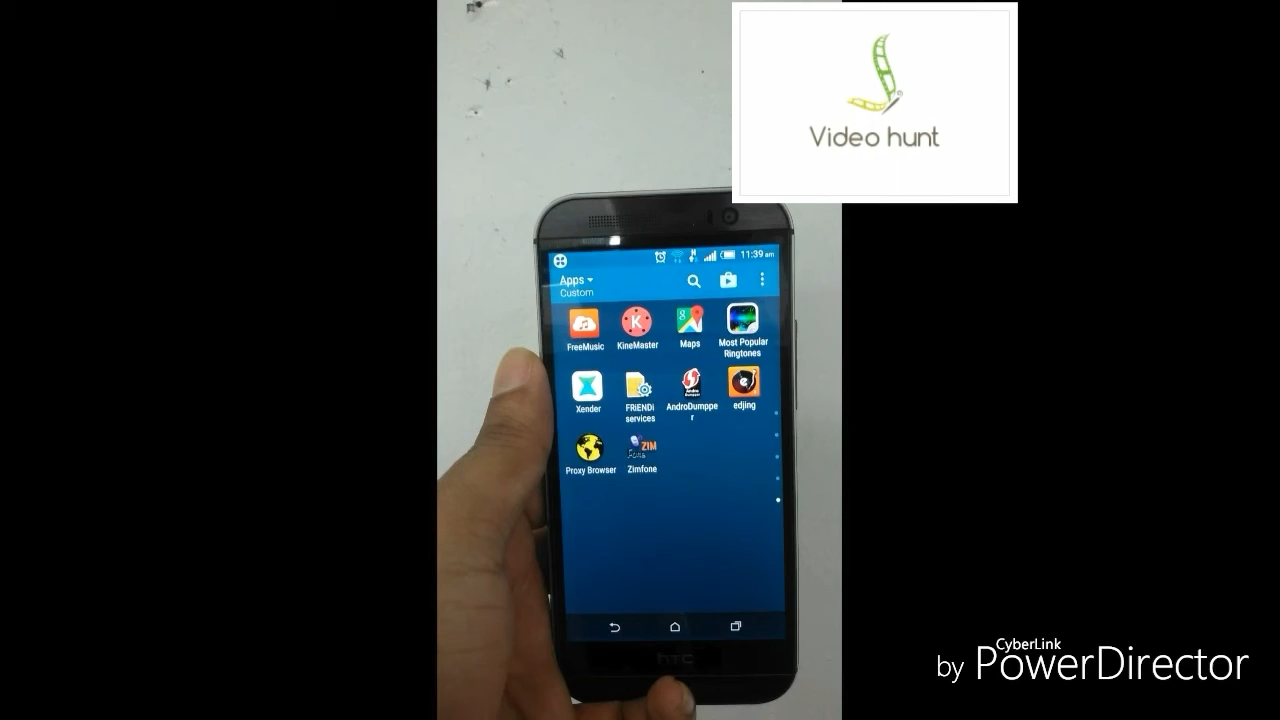 Video hunt
11:39 am
Apps
Custom
FreeMusic
KineMaster
Maps
Most Popular
Ringtones
Xender
FRiENDi
services
AndroDumppe
r
edjing
Proxy Browser
Zimfone
ZIM
hTC
CyberLink
by PowerDirector